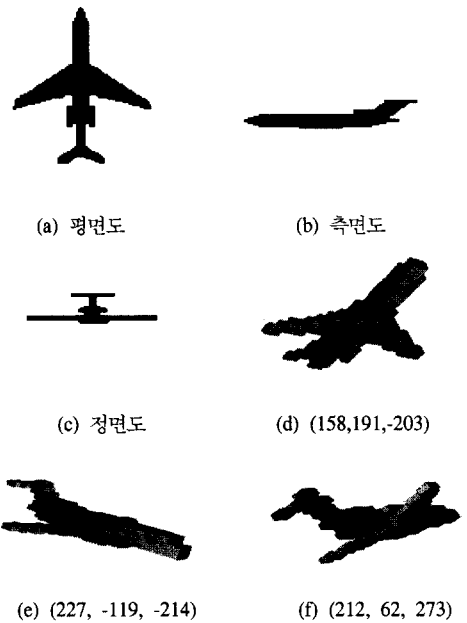 (a) 평면도
(b) 측면도
(c) 정면도
(d) (158,191,-203)
(e) (227, -119, -214)
(f) (212, 62, 273)